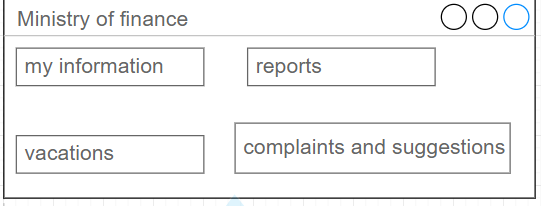 Ministry of finance
my information
reports
vacations
complaints and suggestions